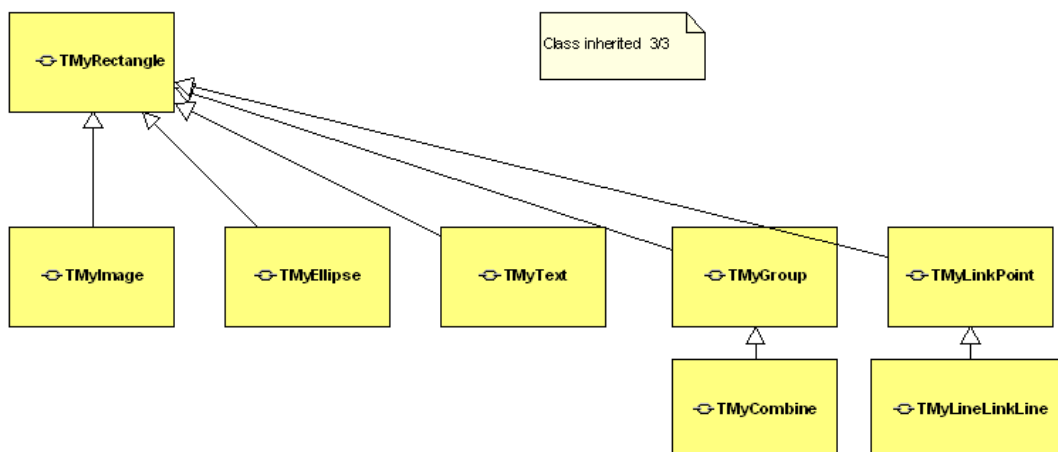 TMyRectangle
Class inherited 3/3
TMyImage
TMyEllipse
TMyText
TMyGroup
TMyLinkPoint
TMyCombine
TMyLineLinkLine